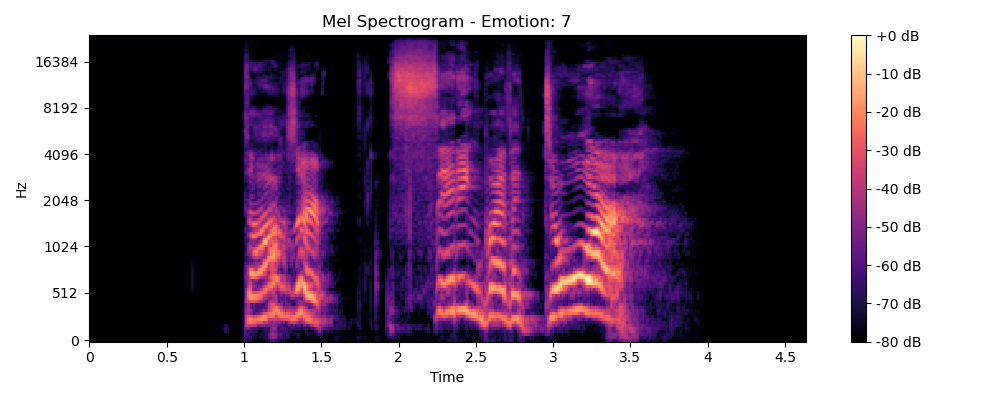 Mel Spectrogram - Emotion: 7
Hz
16384
8192
4096
2048
1024
512
0
0 0.5 1 1.5 2 2.5 3 3.5 4 4.5
Time
+0 dB
-10 dB
-20 dB
-30 dB
-40 dB
-50 dB
-60 dB
-70 dB
-80 dB